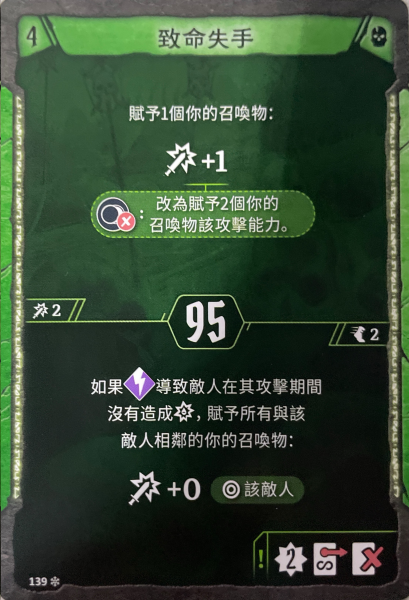 4 致命失手
賦予1個你的召喚物：
+1
：改為賦予2個你的
召喚物該攻擊能力。
2
95
2
如果導致敵人在其攻擊期間
沒有造成，賦予所有與該
敵人相鄰的你的召喚物：
+0 該敵人
! 2
139